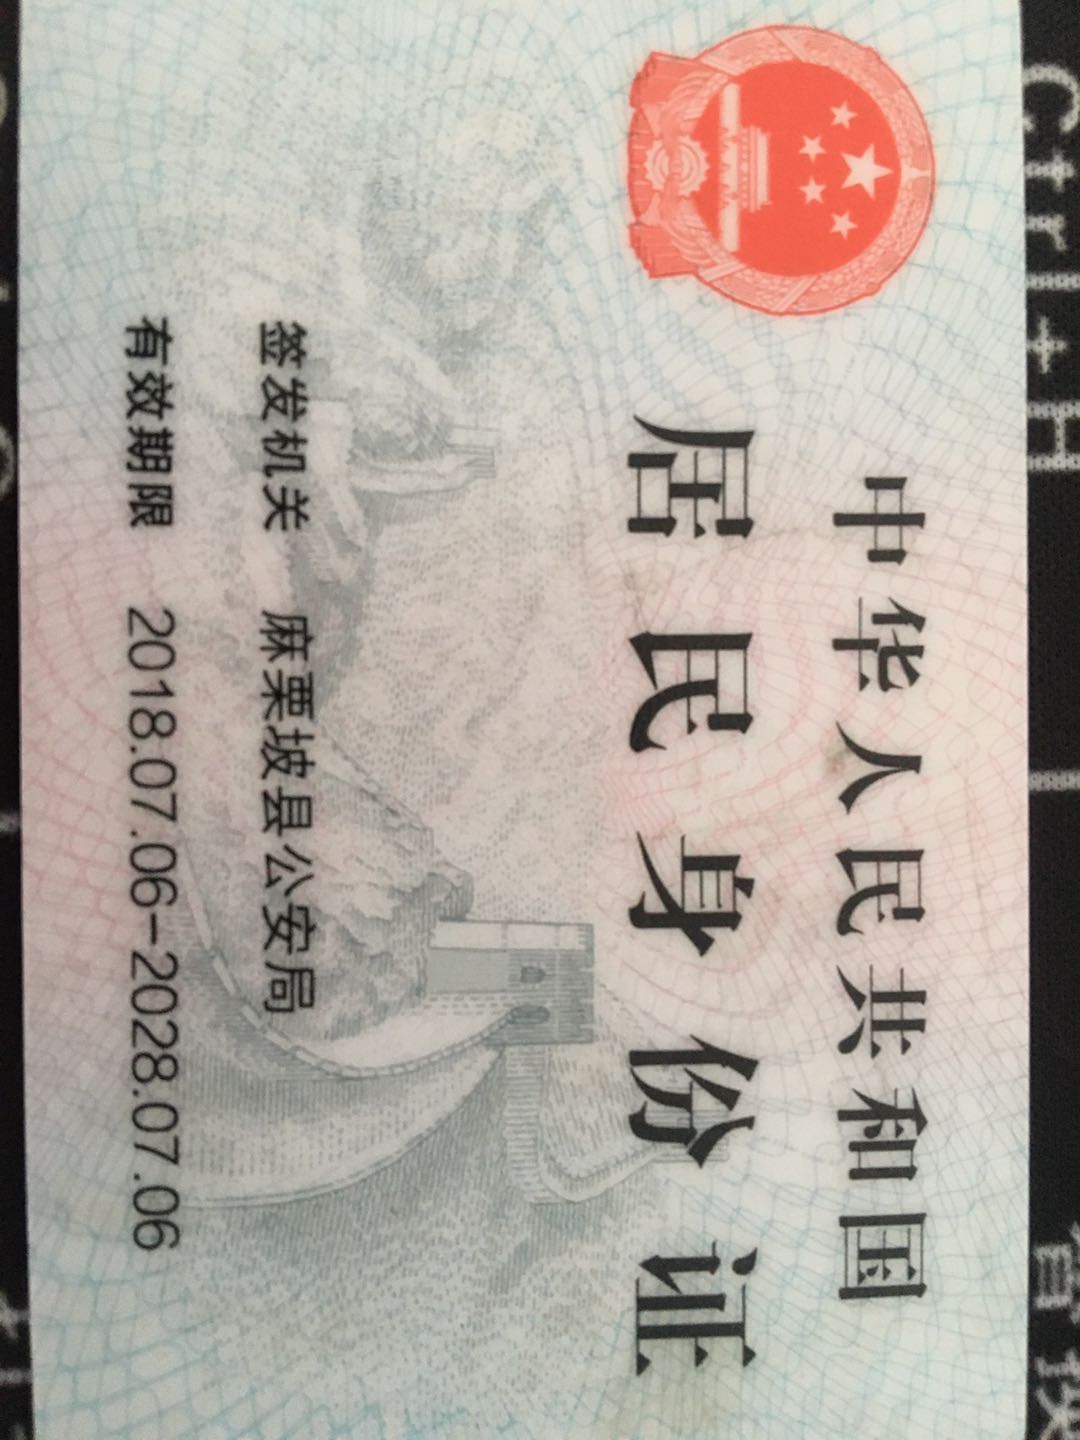 中华人民共和国
居民身份证
签发机关 麻栗坡县公安局
有效期限 2018.07.06-2028.07.06
Ctrl+H